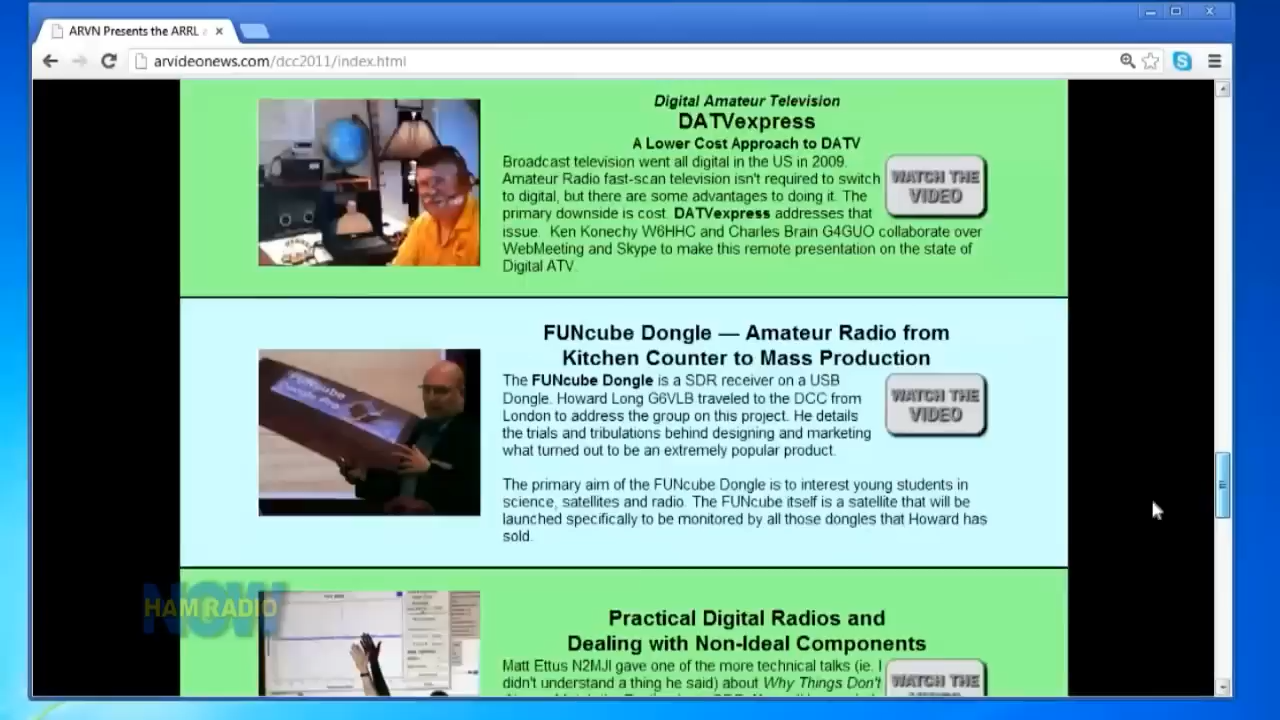 ARVN Presents the ARRL
arvideonews.com/dcc2011/index.html
Digital Amateur Television
DATVexpress
A Lower Cost Approach to DATV
Broadcast television went all digital in the US in 2009.
Amateur Radio fast-scan television isn't required to switch
to digital, but there are some advantages to doing it. The
primary downside is cost. DATVexpress addresses that
issue. Ken Konechy W6HHC and Charles Brain G4GUO collaborate over
WebMeeting and Skype to make this remote presentation on the state of
Digital ATV.
WATCH THE
VIDEO
FUNcube Dongle — Amateur Radio from
Kitchen Counter to Mass Production
FUNcube
Dongle Pro
The FUNcube Dongle is a SDR receiver on a USB
Dongle. Howard Long G6VLB traveled to the DCC from
London to address the group on this project. He details
the trials and tribulations behind designing and marketing
what turned out to be an extremely popular product.
WATCH THE
VIDEO
The primary aim of the FUNcube Dongle is to interest young students in
science, satellites and radio. The FUNcube itself is a satellite that will be
launched specifically to be monitored by all those dongles that Howard has
sold.
NOW
HAM RADIO
Practical Digital Radios and
Dealing with Non-Ideal Components
Matt Ettus N2MJI gave one of the more technical talks (ie. I
didn't understand a thing he said) about Why Things Don't
WATCH THE